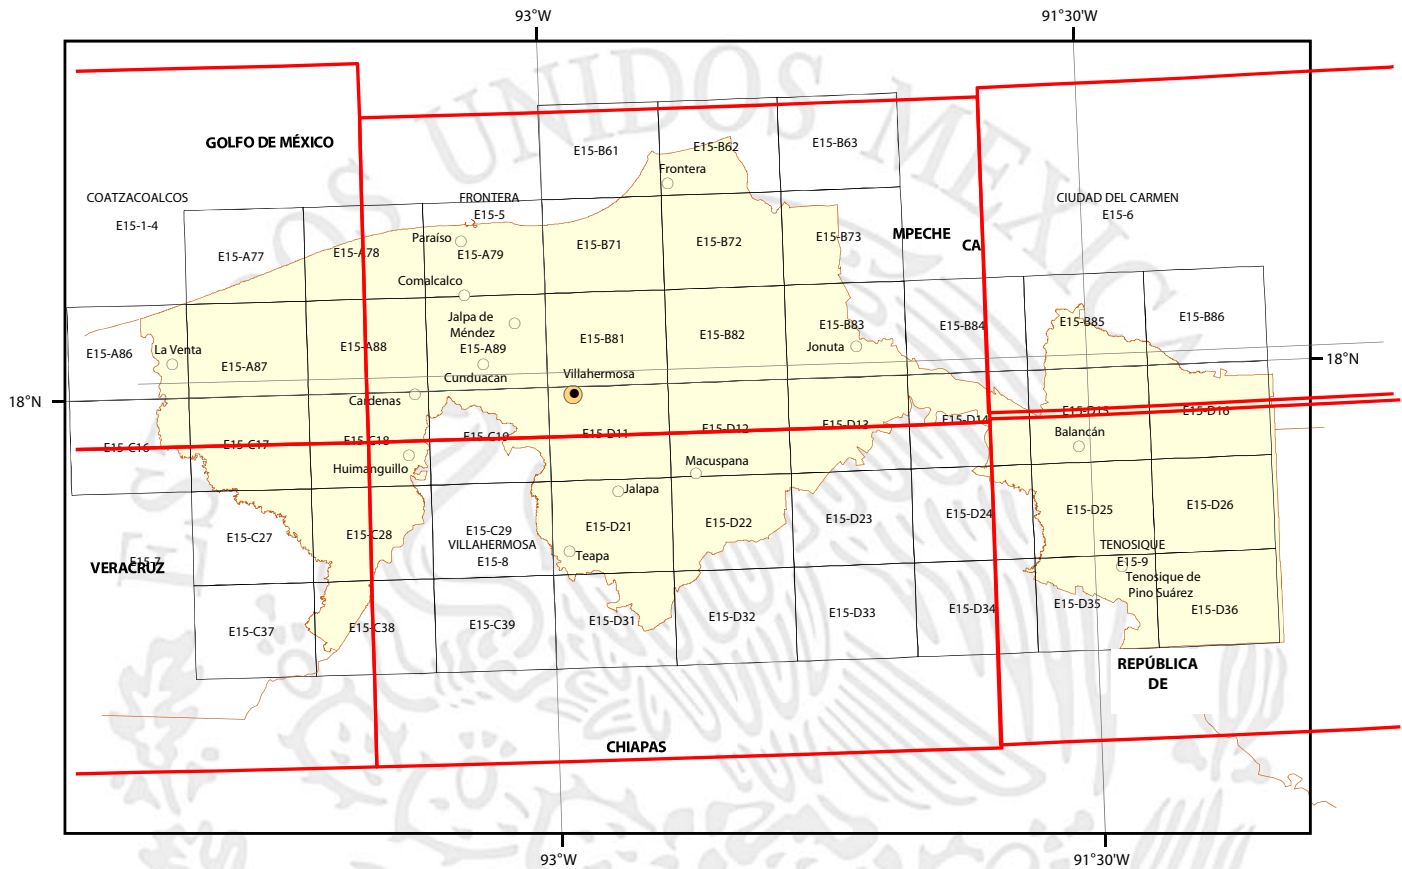 93°W
91°30'W
UNIDOS MEXICA
E15-B61
E15-B62
E15-B63
GOLFO DE MÉXICO
Frontera
COATZACOALCOS
E15-1-4
FRONTERA
E15-5
CIUDAD DEL CARMEN
E15-6
E15-A77
E15-A78
Paraíso
E15-A79
E15-B71
E15-B72
E15-B73
MPECHE
CA
Comalcalco
E15-A86
La Venta
E15-A87
E15-A88
Jalpa de
Méndez
E15-A89
E15-B81
E15-B82
E15-B83
Jonuta
E15-B84
E15-B85
E15-B86
18°N
Cunduacan
Villahermosa
18°N
Cardenas
E15-C16
E15-C17
E15-C18
E15-C19
E15-D11
E15-D12
E15-D13
E15-D14
E15-D15
E15-D16
Balancán
Huimanguillo
Macuspana
Jalapa
E15-C27
E15-C28
E15-C29
VILLAHERMOSA
E15-8
E15-D21
E15-D22
E15-D23
E15-D24
E15-D25
E15-D26
Teapa
TENOSIQUE
E15-9
Tenosique de
Pino Suárez
E15-7
VERACRUZ
E15-C37
E15-C38
E15-C39
E15-D31
E15-D32
E15-D33
E15-D34
E15-D35
E15-D36
REPÚBLICA
DE
CHIAPAS
93°W
91°30'W